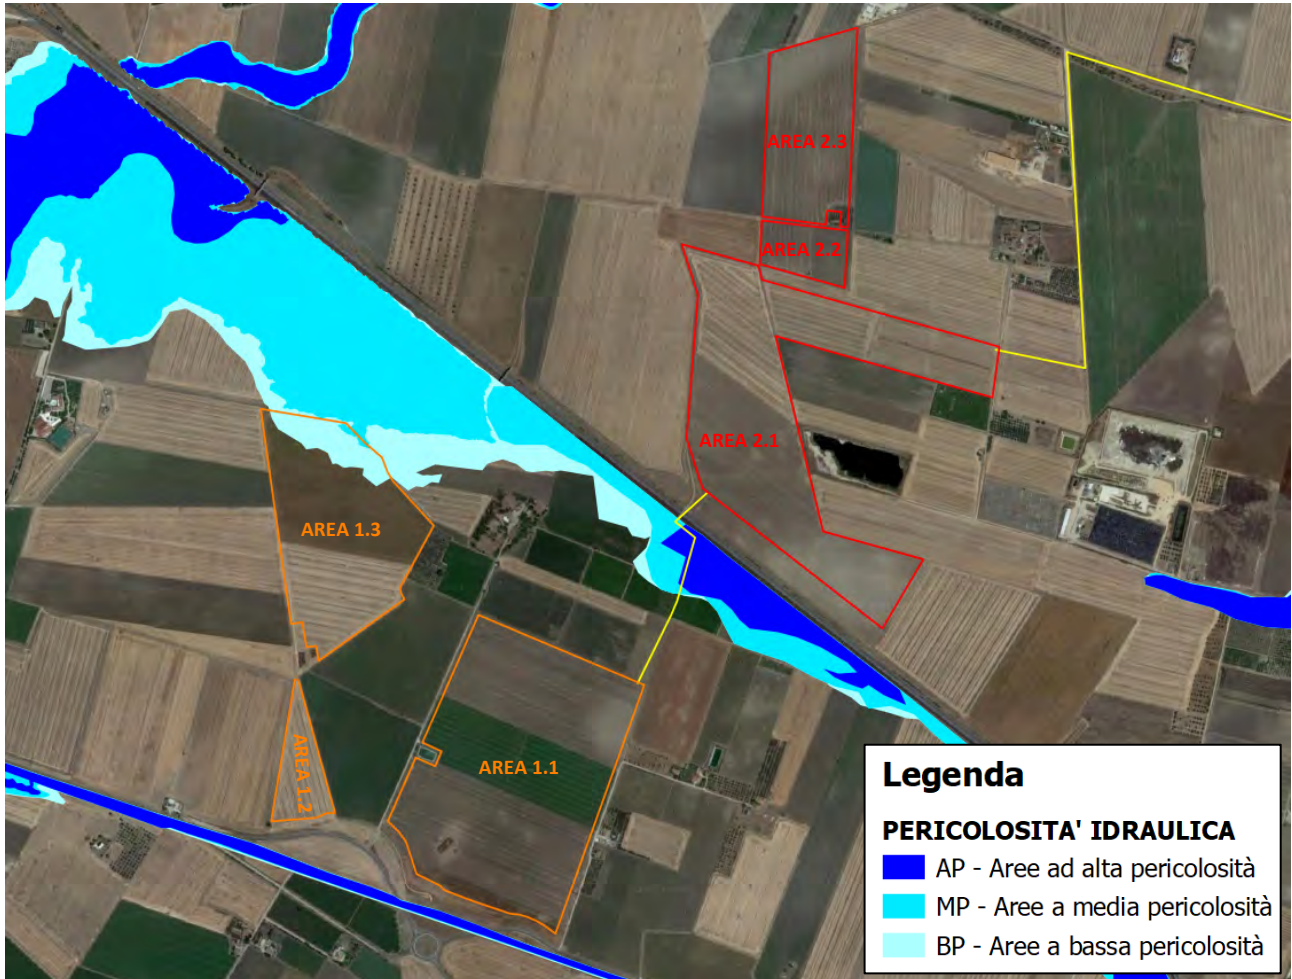 AREA 2.3
AREA 2.2
AREA 2.1
AREA 1.3
AREA 1.2
AREA 1.1
Legenda
PERICOLOSITA' IDRAULICA
AP - Aree ad alta pericolosità
MP - Aree a media pericolosità
BP - Aree a bassa pericolosità